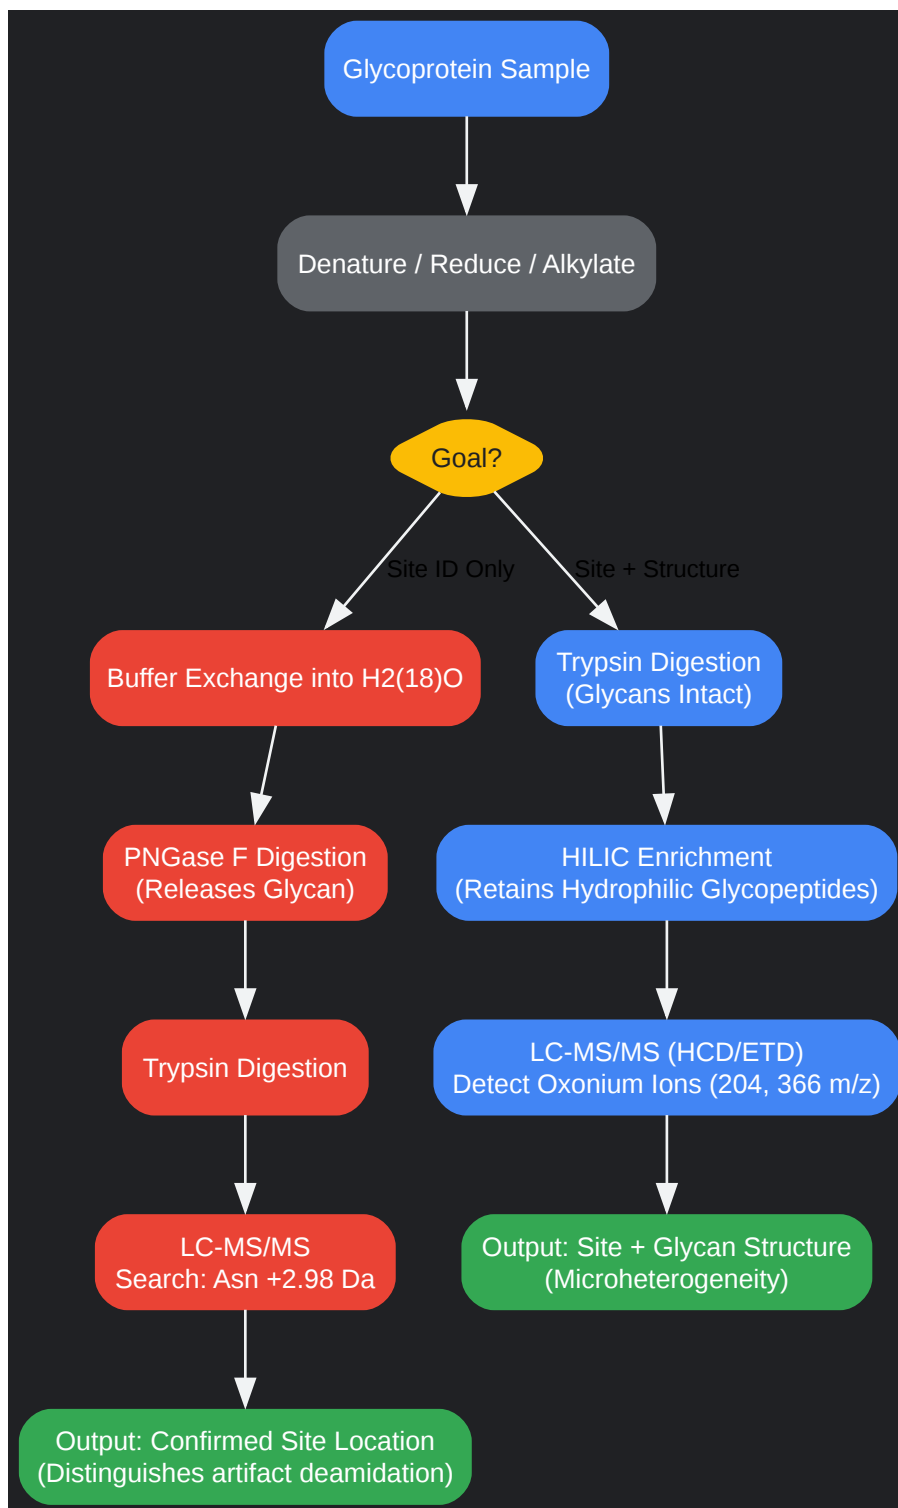 Glycoprotein Sample
Denature / Reduce / Alkylate
Goal?
Site ID Only
Site + Structure
Buffer Exchange into H2(18)O
Trypsin Digestion
(Glycans Intact)
PNGase F Digestion
(Releases Glycan)
HILIC Enrichment
(Retains Hydrophilic Glycopeptides)
Trypsin Digestion
LC-MS/MS (HCD/ETD)
Detect Oxonium Ions (204, 366 m/z)
LC-MS/MS
Search: Asn +2.98 Da
Output: Site + Glycan Structure
(Microheterogeneity)
Output: Confirmed Site Location
(Distinguishes artifact deamidation)